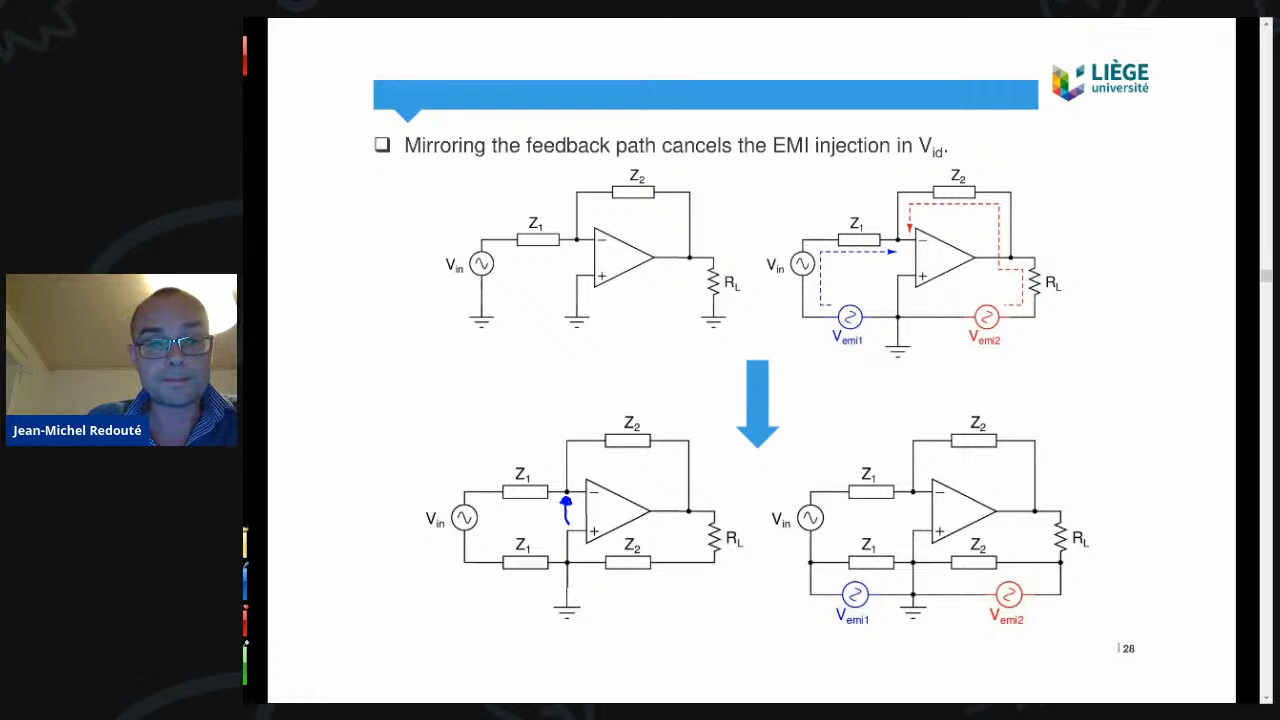 LIÈGE
université
❑ Mirroring the feedback path cancels the EMI injection in Vid.
Z2
Z1
Vin
−
+
RL
Z2
Z1
Vin
−
+
RL
Vemi1
Vemi2
Jean-Michel Redouté
Z2
Z1
Vin
−
+
RL
Z1
Z2
Z2
Z1
Vin
−
+
RL
Z1
Z2
Vemi1
Vemi2
28